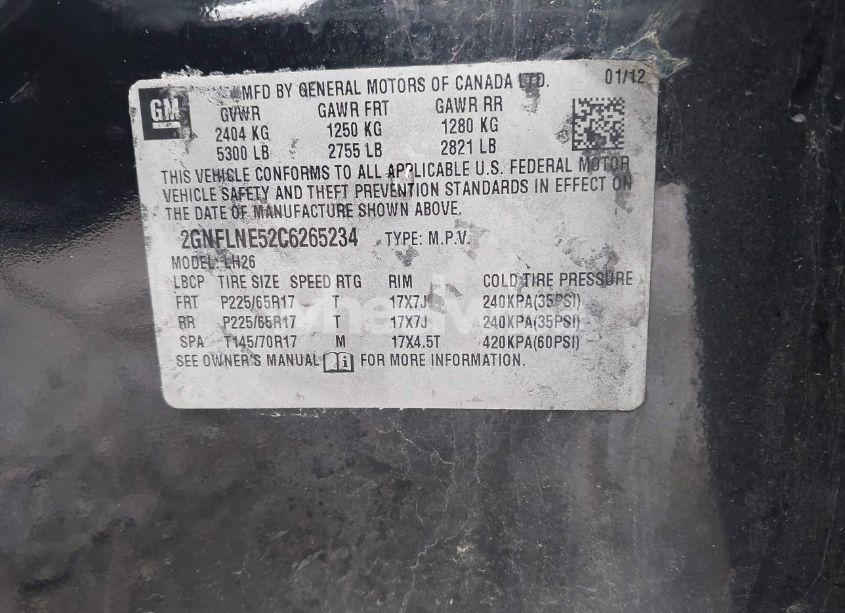 GM
MFD BY GENERAL MOTORS OF CANADA LTD. 01/12
GVWR GAWR FRT GAWR RR
2404 KG 1250 KG 1280 KG
5300 LB 2755 LB 2821 LB
THIS VEHICLE CONFORMS TO ALL APPLICABLE U.S. FEDERAL MOTOR
VEHICLE SAFETY AND THEFT PREVENTION STANDARDS IN EFFECT ON
THE DATE OF MANUFACTURE SHOWN ABOVE.
2GNFLNE52C6265234 TYPE: M.P.V.
MODEL: LH26
LBCP TIRE SIZE SPEED RTG RIM COLD TIRE PRESSURE
FRT P225/65R17 T 17X7J 240KPA(35PSI)
RR P225/65R17 T 17X7J 240KPA(35PSI)
SPA T145/70R17 M 17X4.5T 420KPA(60PSI)
SEE OWNER'S MANUAL FOR MORE INFORMATION.